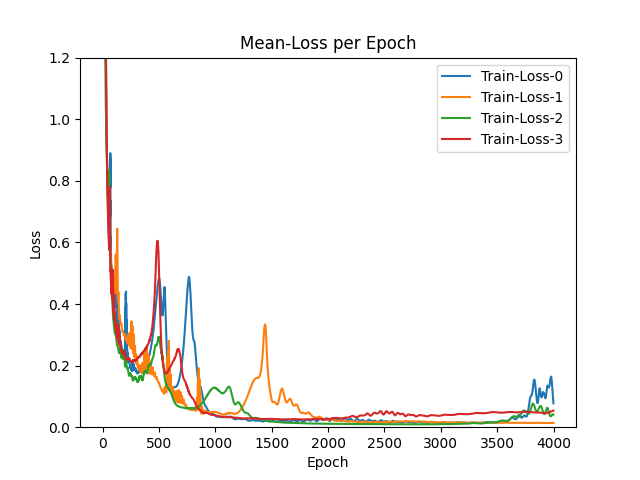 Mean-Loss per Epoch
Train-Loss-0
Train-Loss-1
Train-Loss-2
Train-Loss-3
Loss
1.2
1.0
0.8
0.6
0.4
0.2
0.0
0
500
1000
1500
2000
2500
3000
3500
4000
Epoch